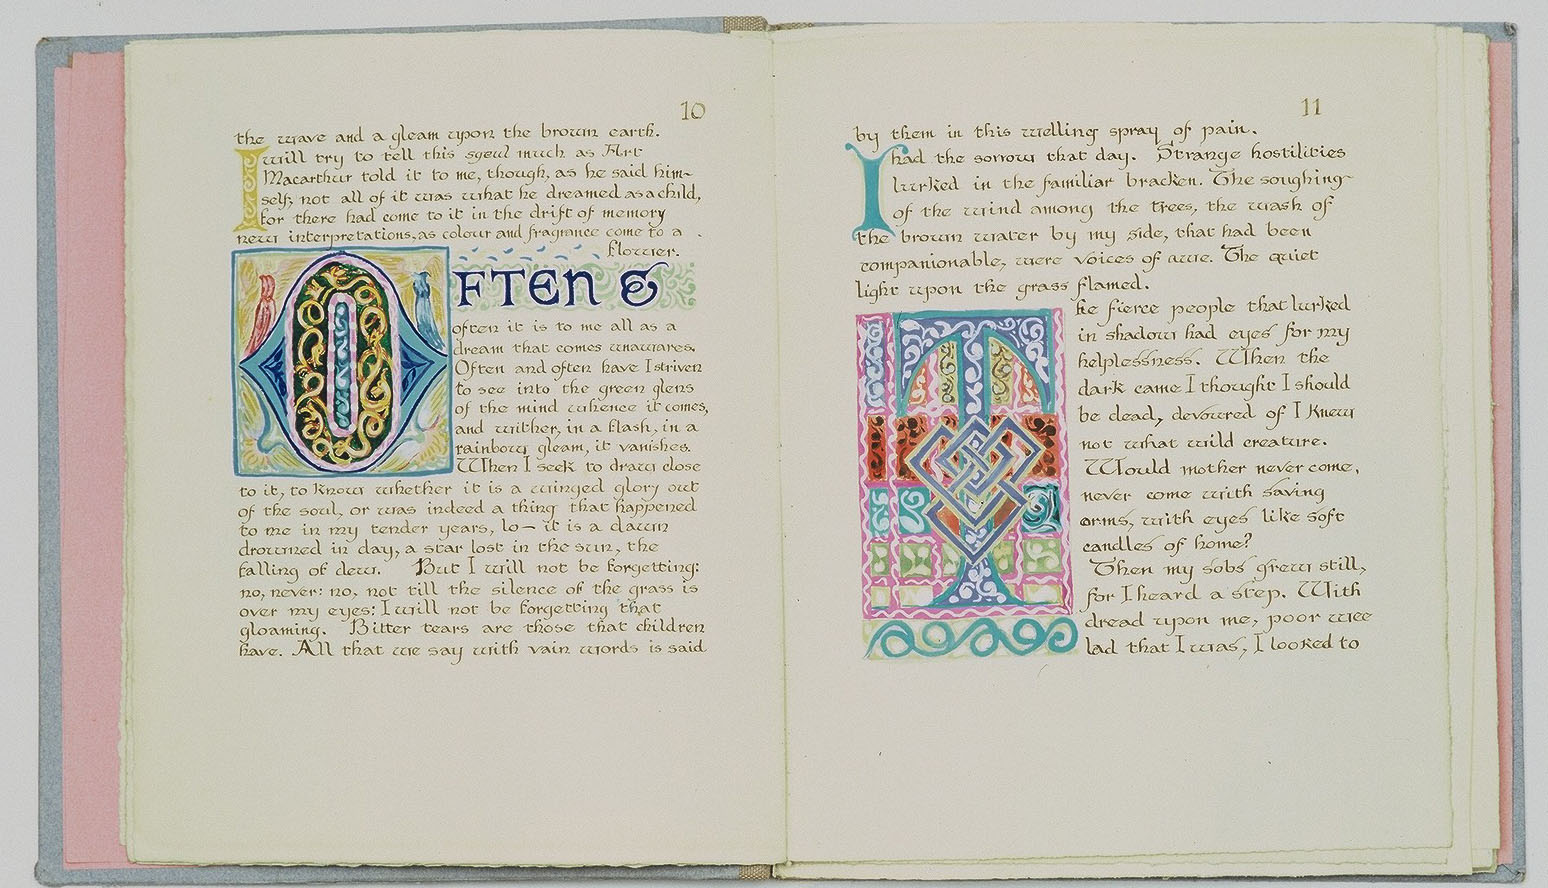 10
the wave and a gleam upon the brown earth.
I will try to tell this sgeul much as Art
Macarthur told it to me, though, as he said him-
self, not all of it was what he dreamed as a child,
for there had come to it in the drift of memory
new interpretations, as colour and fragrance come to a
flower.
OFTEN &
often it is to me all as a
dream that comes unawares.
Often and often have I striven
to see into the green glens
of the mind whence it comes,
and wither, in a flash, in a
rainbow gleam, it vanishes.
When I seek to draw close
to it, to know whether it is a winged glory out
of the soul, or was indeed a thing that happened
to me in my tender years, lo — it is a dawn
drowned in day, a star lost in the sun, the
falling of dew. But I will not be forgetting:
no, never: no, not till the silence of the grass is
over my eyes: I will not be forgetting that
gloaming. Bitter tears are those that children
have. All that we say with vain words is said
11
by them in this welling spray of pain.
I had the sorrow that day. Strange hostilities
lurked in the familiar bracken. The soughing
of the wind among the trees, the wash of
the brown water by my side, that had been
companionable, were voices of awe. The quiet
light upon the grass flamed.
The fierce people that lurked
in shadow had eyes for my
helplessness. When the
dark came I thought I should
be dead, devoured of I knew
not what wild creature.
Would mother never come,
never come with saving
arms, with eyes like soft
candles of home?
Then my sobs grew still,
for I heard a step. With
dread upon me, poor wee
lad that I was, I looked to